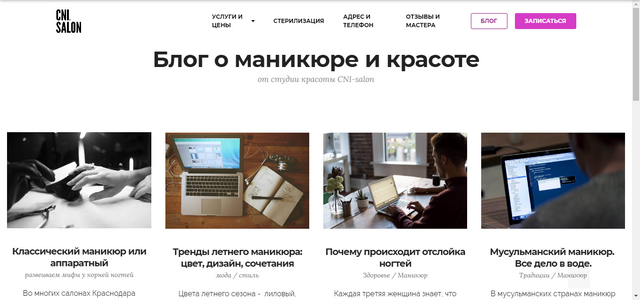 CNI
SALON
УСЛУГИ И
ЦЕНЫ
СТЕРИЛИЗАЦИЯ
АДРЕС И
ТЕЛЕФОН
ОТЗЫВЫ И
МАСТЕРА
БЛОГ
ЗАПИСАТЬСЯ
Блог о маникюре и красоте
от студии красоты CNI-salon
Классический маникюр или
аппаратный
развеиваем мифы у корней ногтей
Во многих салонах Краснодара
Тренды летнего маникюра:
цвет, дизайн, сочетания
мода / стиль
Цвета летнего сезона - лиловый,
Почему происходит отслойка
ногтей
Здоровье / Маникюр
Каждая третяя женщина знает, что
Мусульманский маникюр.
Все дело в воде.
Традиции / Маникюр
В мусульманских странах маникюр